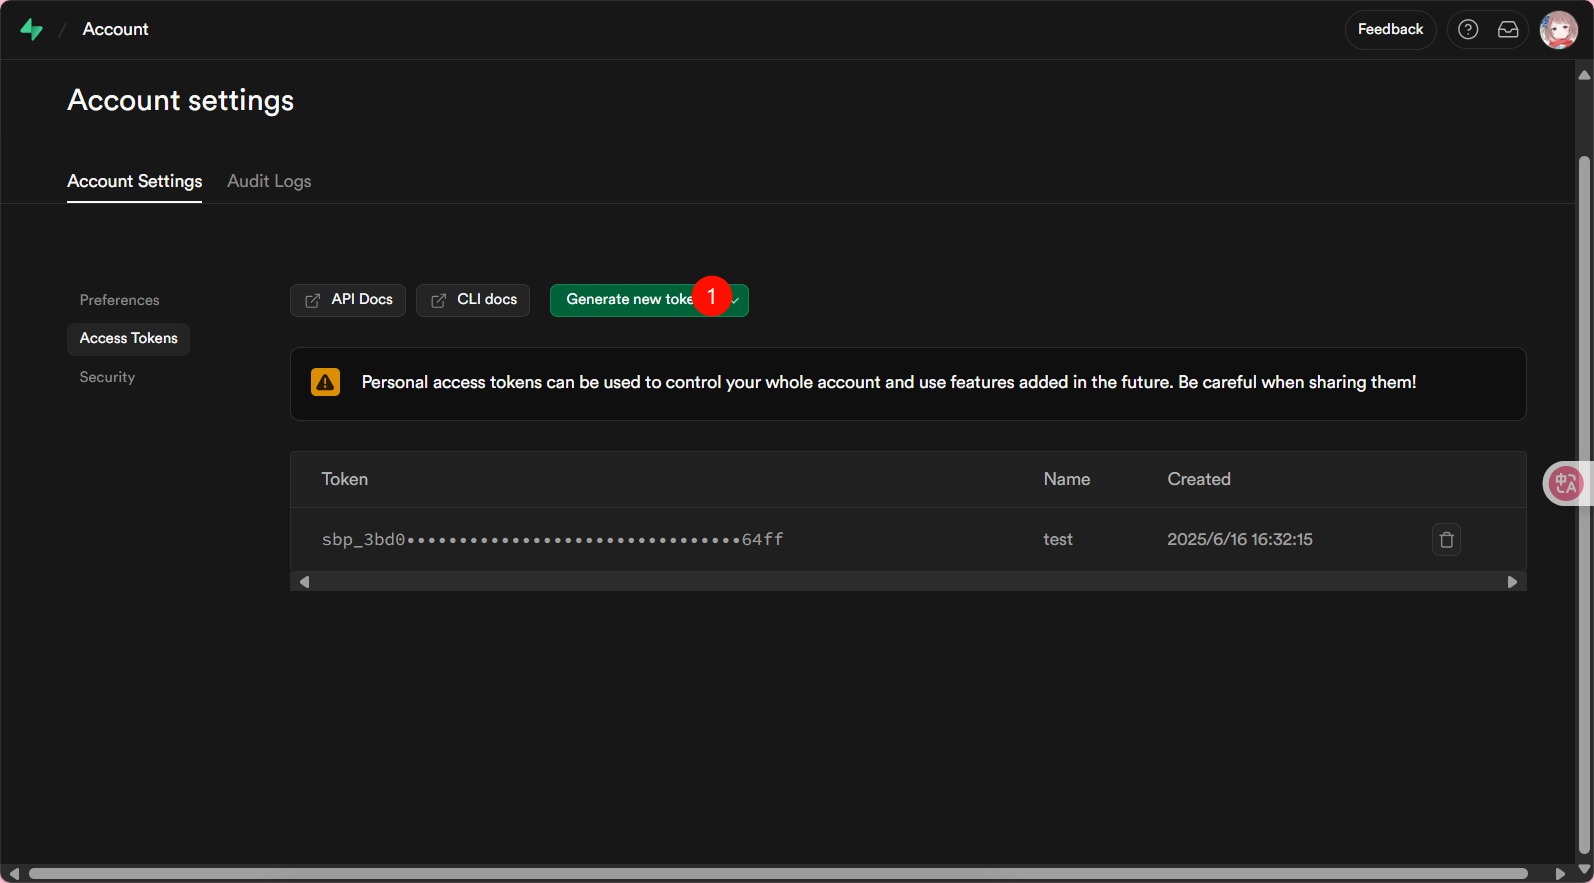 / Account
Feedback
Account settings
Account Settings
Audit Logs
Preferences
Access Tokens
Security
API Docs
CLI docs
Generate new toke
1
Personal access tokens can be used to control your whole account and use features added in the future. Be careful when sharing them!
Token Name Created
sbp_3bd0••••••••••••••••••••••••••••••••64ff test 2025/6/16 16:32:15
中A